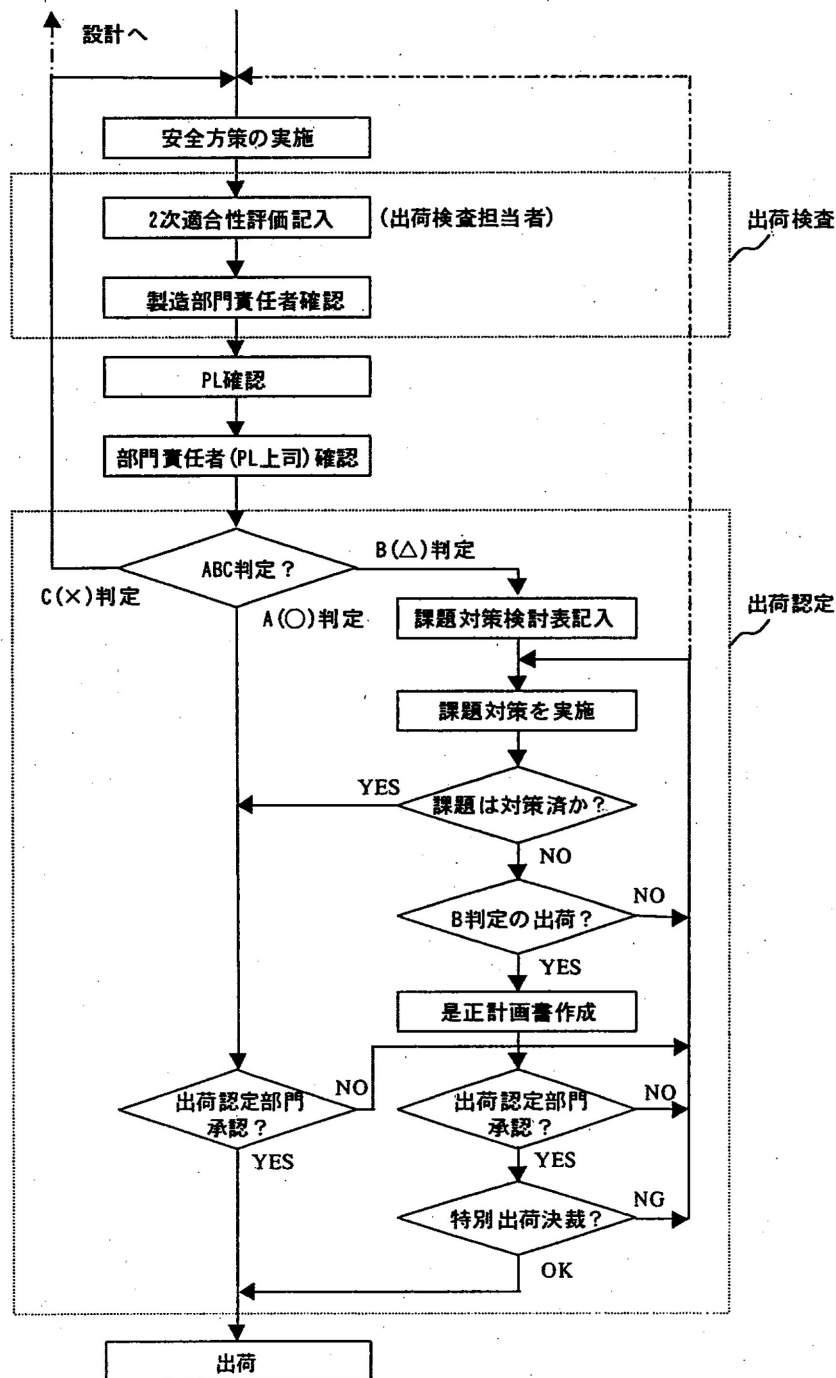 設計へ
安全方策の実施
2次適合性評価記入
(出荷検査担当者)
出荷検査
製造部門責任者確認
PL確認
部門責任者(PL上司)確認
ABC判定？
B(△)判定
C(×)判定
A(○)判定
課題対策検討表記入
出荷認定
課題対策を実施
YES
課題は対策済か？
NO
B判定の出荷？
NO
YES
是正計画書作成
出荷認定部門
承認？
NO
出荷認定部門
承認？
NO
YES
YES
特別出荷決裁？
NG
OK
出荷